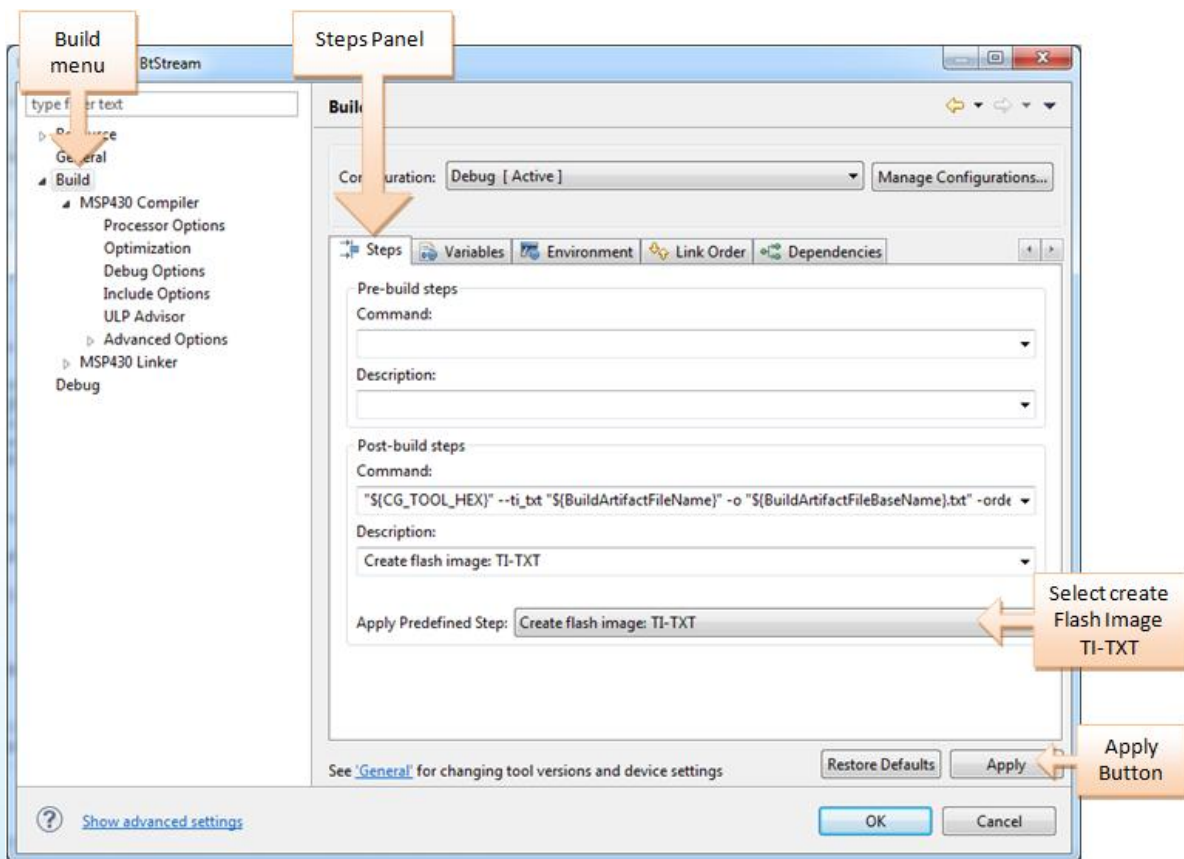 Build
menu
Steps Panel
BtStream
type filter text
Resource
General
Build
MSP430 Compiler
Processor Options
Optimization
Debug Options
Include Options
ULP Advisor
Advanced Options
MSP430 Linker
Debug
Build
Configuration: Debug [ Active ] Manage Configurations...
Steps Variables Environment Link Order Dependencies
Pre-build steps
Command:
Description:
Post-build steps
Command:
"${CG_TOOL_HEX}" --ti_txt "${BuildArtifactFileName}" -o "${BuildArtifactFileBaseName}.txt" -orde
Description:
Create flash image: TI-TXT
Apply Predefined Step: Create flash image: TI-TXT
Select create
Flash Image
TI-TXT
See 'General' for changing tool versions and device settings
Restore Defaults Apply
Apply
Button
? Show advanced settings
OK Cancel